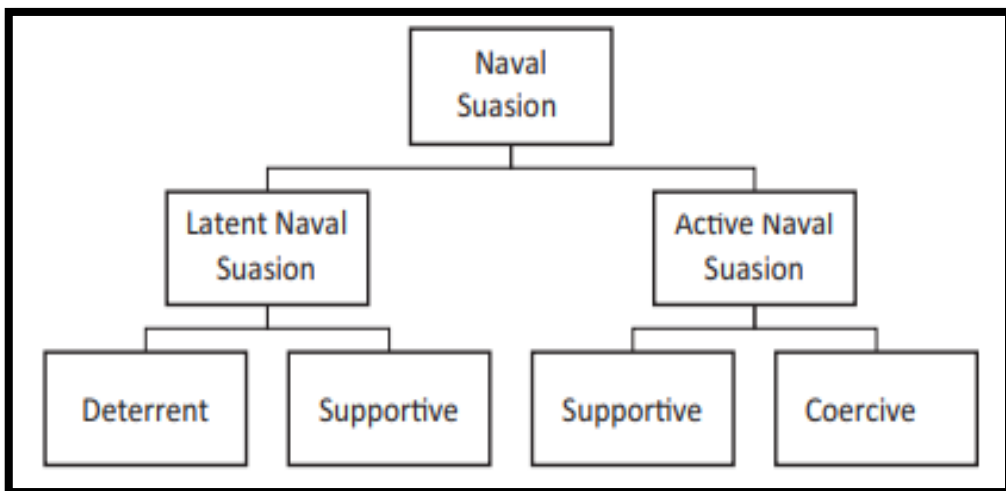 Naval
Suasion
Latent Naval
Suasion
Active Naval
Suasion
Deterrent
Supportive
Supportive
Coercive